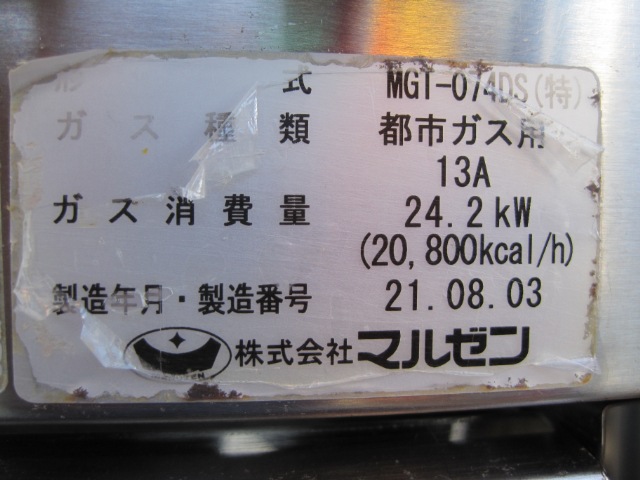 形 式 MGT-074DS(特)
ガス種類 都市ガス用
13A
ガス消費量 24.2kW
(20,800kcal/h)
製造年月・製造番号 21.08.03
株式会社マルゼン